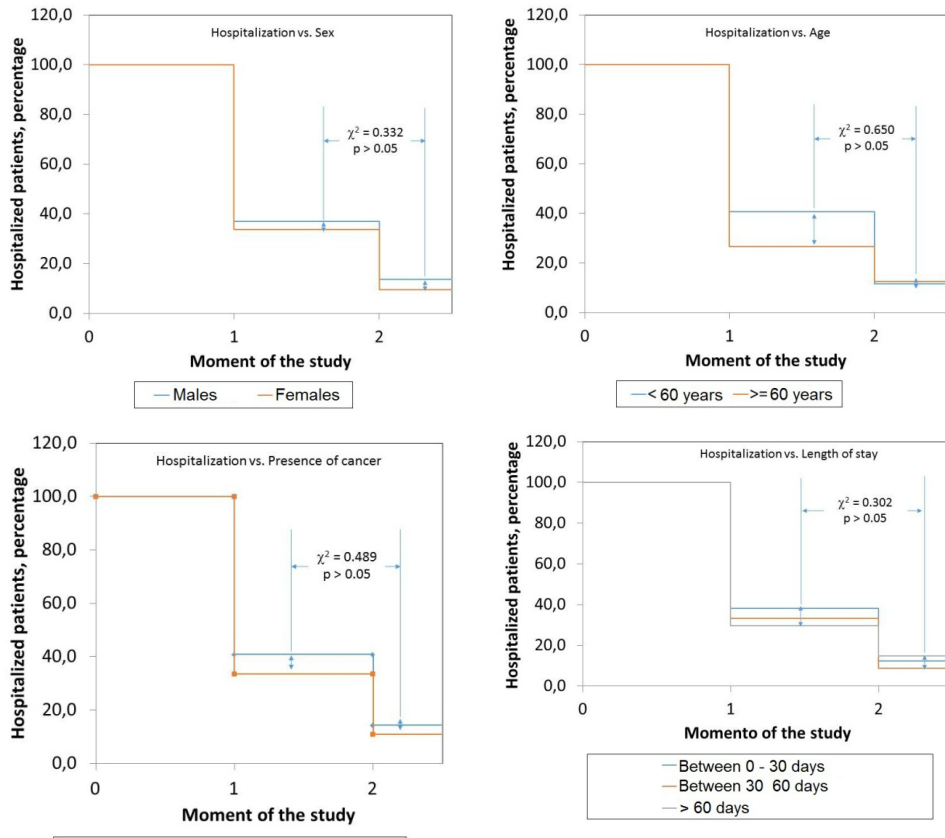 Hospitalization vs. Sex
Hospitalized patients, percentage
120,0
100,0
80,0
60,0
40,0
20,0
0,0
χ² = 0.332
p > 0.05
0 1 2
Moment of the study
Males Females
Hospitalization vs. Age
Hospitalized patients, percentage
120,0
100,0
80,0
60,0
40,0
20,0
0,0
χ² = 0.650
p > 0.05
0 1 2
Moment of the study
< 60 years >= 60 years
Hospitalization vs. Presence of cancer
Hospitalized patients, percentage
120,0
100,0
80,0
60,0
40,0
20,0
0,0
χ² = 0.489
p > 0.05
0 1 2
Moment of the study
Hospitalization vs. Length of stay
Hospitalized patients, percentage
120,0
100,0
80,0
60,0
40,0
20,0
0,0
χ² = 0.302
p > 0.05
0 1 2
Momento of the study
Between 0 - 30 days
Between 30 60 days
> 60 days